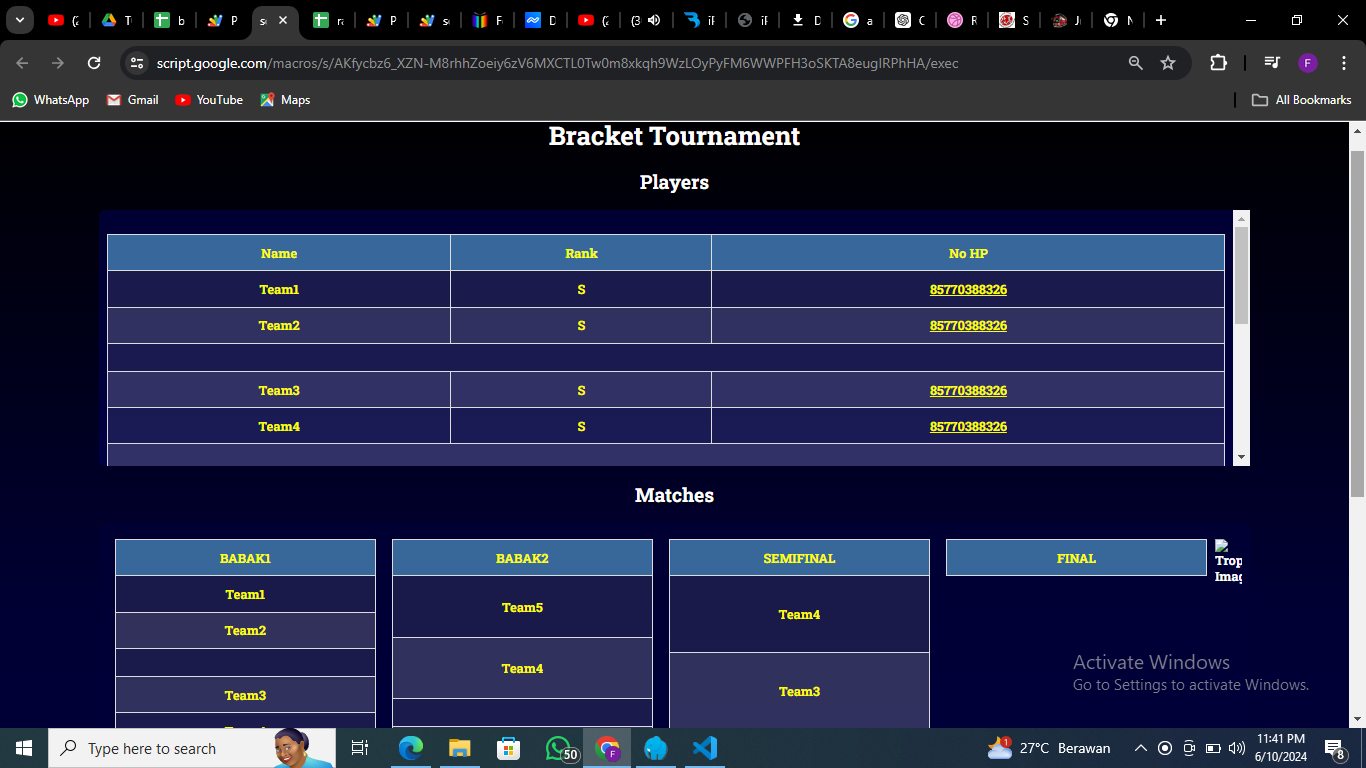 script.google.com/macros/s/AKfycbz6_XZN-M8rhhZoeiy6zV6MXCTL0Tw0m8xkqh9WzLOyPyFM6WWPFH3oSKTA8eugIRPhHA/exec
WhatsApp Gmail YouTube Maps All Bookmarks
Bracket Tournament
Players
Name Rank No HP
Team1 S 85770388326
Team2 S 85770388326
Team3 S 85770388326
Team4 S 85770388326
Matches
BABAK1 BABAK2 SEMIFINAL FINAL
Team1
Team2
Team3
Team5
Team4
Team4
Team3
Activate Windows
Go to Settings to activate Windows.
Type here to search
50
F
1
27°C Berawan
11:41 PM
6/10/2024
8